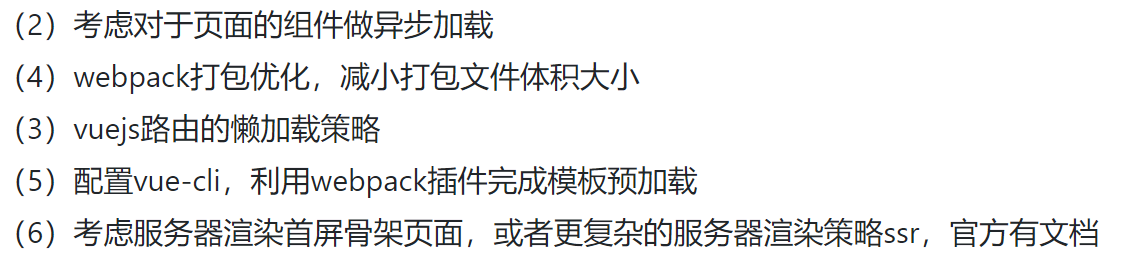 （2）考虑对于页面的组件做异步加载
（4）webpack打包优化，减小打包文件体积大小
（3）vuejs路由的懒加载策略
（5）配置vue-cli，利用webpack插件完成模板预加载
（6）考虑服务器渲染首屏骨架页面，或者更复杂的服务器渲染策略ssr，官方有文档